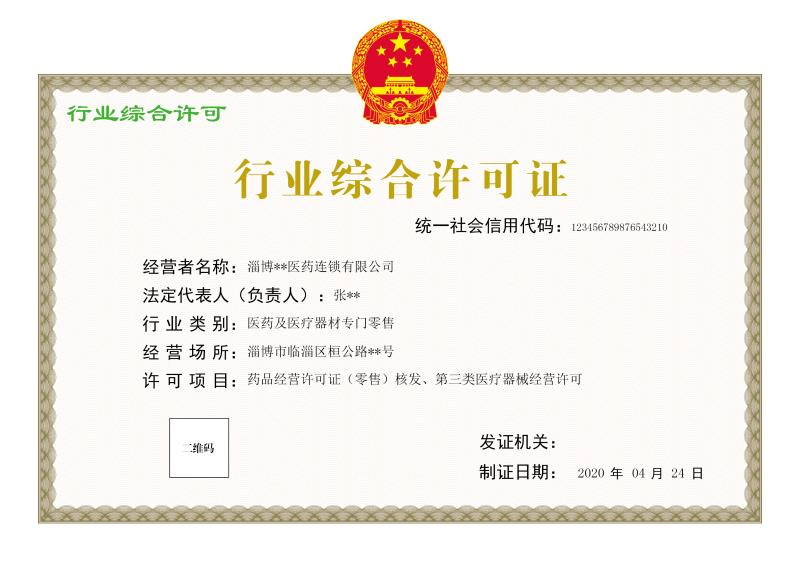 行业综合许可
行业综合许可证
统一社会信用代码：123456789876543210
经营者名称：淄博**医药连锁有限公司
法定代表人（负责人）：张**
行业类别：医药及医疗器材专门零售
经营场所：淄博市临淄区桓公路**号
许可项目：药品经营许可证（零售）核发、第三类医疗器械经营许可
二维码
发证机关：
制证日期： 2020 年 04 月 24 日